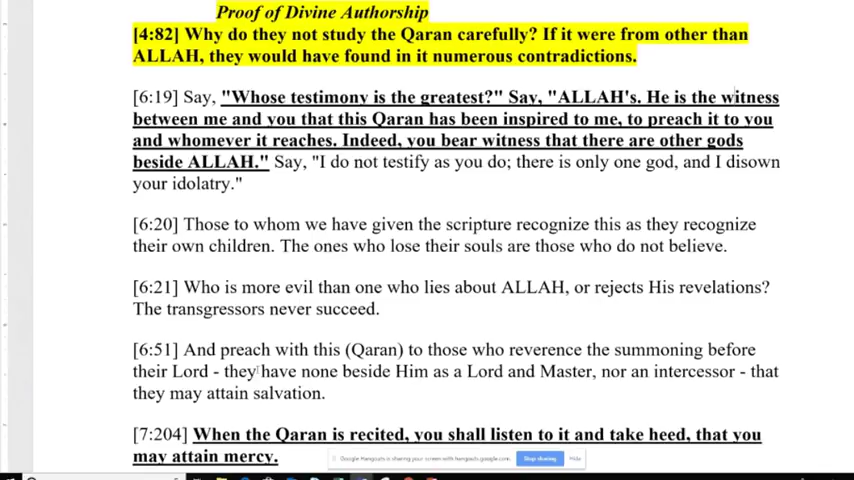 Proof of Divine Authorship
[4:82] Why do they not study the Qaran carefully? If it were from other than
ALLAH, they would have found in it numerous contradictions.
[6:19] Say, "Whose testimony is the greatest?" Say, "ALLAH's. He is the witness
between me and you that this Qaran has been inspired to me, to preach it to you
and whomever it reaches. Indeed, you bear witness that there are other gods
beside ALLAH." Say, "I do not testify as you do; there is only one god, and I disown
your idolatry."
[6:20] Those to whom we have given the scripture recognize this as they recognize
their own children. The ones who lose their souls are those who do not believe.
[6:21] Who is more evil than one who lies about ALLAH, or rejects His revelations?
The transgressors never succeed.
[6:51] And preach with this (Qaran) to those who reverence the summoning before
their Lord - they have none beside Him as a Lord and Master, nor an intercessor - that
they may attain salvation.
[7:204] When the Qaran is recited, you shall listen to it and take heed, that you
may attain mercy.
Google Hangouts is sharing your screen with hangouts.google.com.
Stop sharing
Hide